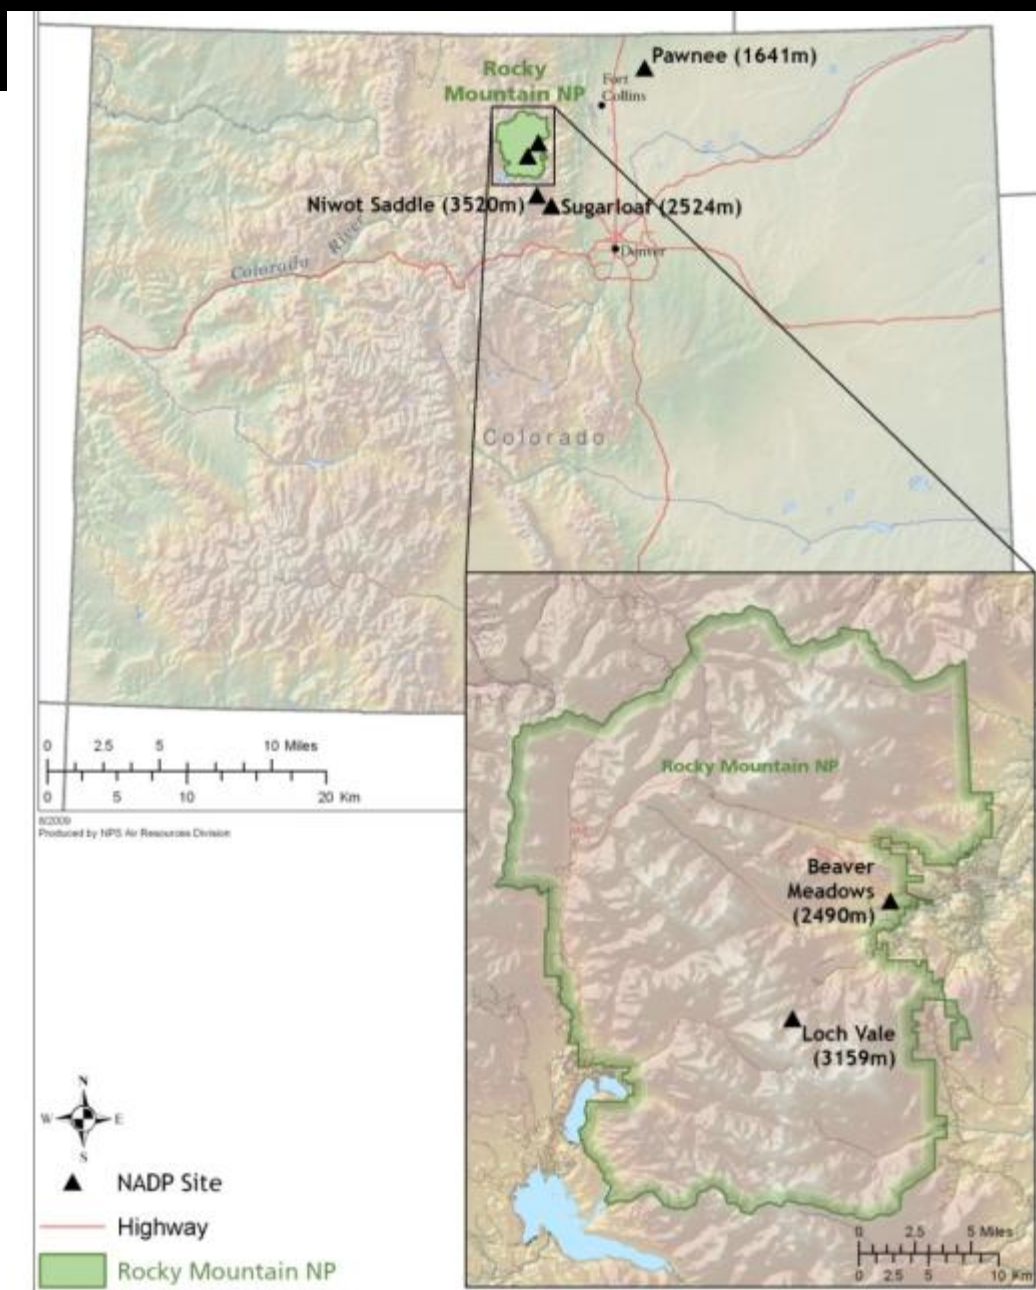 Pawnee (1641m)
Rocky
Mountain NP
Fort
Collins
Niwot Saddle (3520m)
Sugarloaf (2524m)
Colorado River
Denver
Colorado
0 2.5 5 10 Miles
0 5 10 20 Km
8/2009
Produced by NPS Air Resources Division
Rocky Mountain NP
Beaver
Meadows
(2490m)
Loch Vale
(3159m)
N
W E
S
NADP Site
Highway
Rocky Mountain NP
0 2.5 5 Miles
0 2.5 5 10 Km